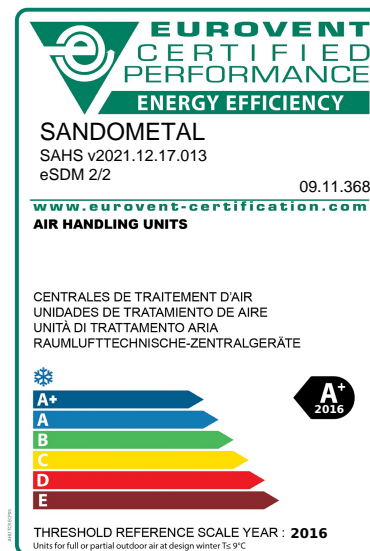 EUROVENT
CERTIFIED
PERFORMANCE
ENERGY EFFICIENCY
SANDOMETAL
SAHS v2021.12.17.013
eSDM 2/2
09.11.368
www.eurovent-certification.com
AIR HANDLING UNITS
CENTRALES DE TRAITEMENT D'AIR
UNIDADES DE TRATAMIENTO DE AIRE
UNITÀ DI TRATTAMENTO ARIA
RAUMLUFTTECHNISCHE-ZENTRALGERÄTE
A+
A
B
C
D
E
A+
2016
THRESHOLD REFERENCE SCALE YEAR : 2016
Units for full or partial outdoor air at design winter T≤ 9°C